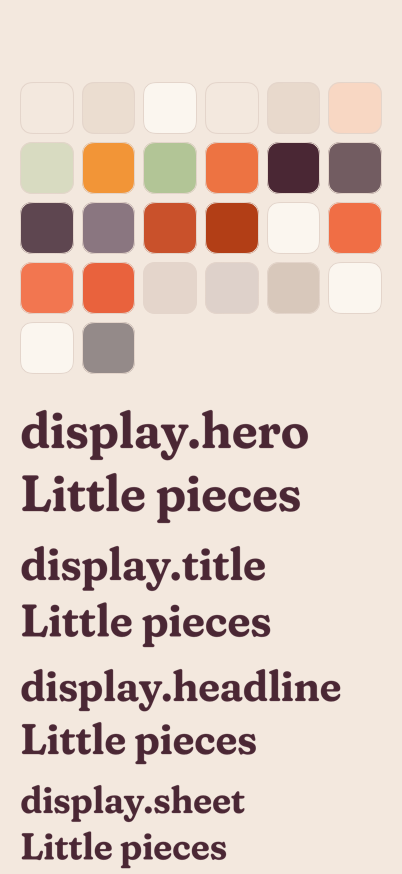 display.hero
Little pieces
display.title
Little pieces
display.headline
Little pieces
display.sheet
Little pieces